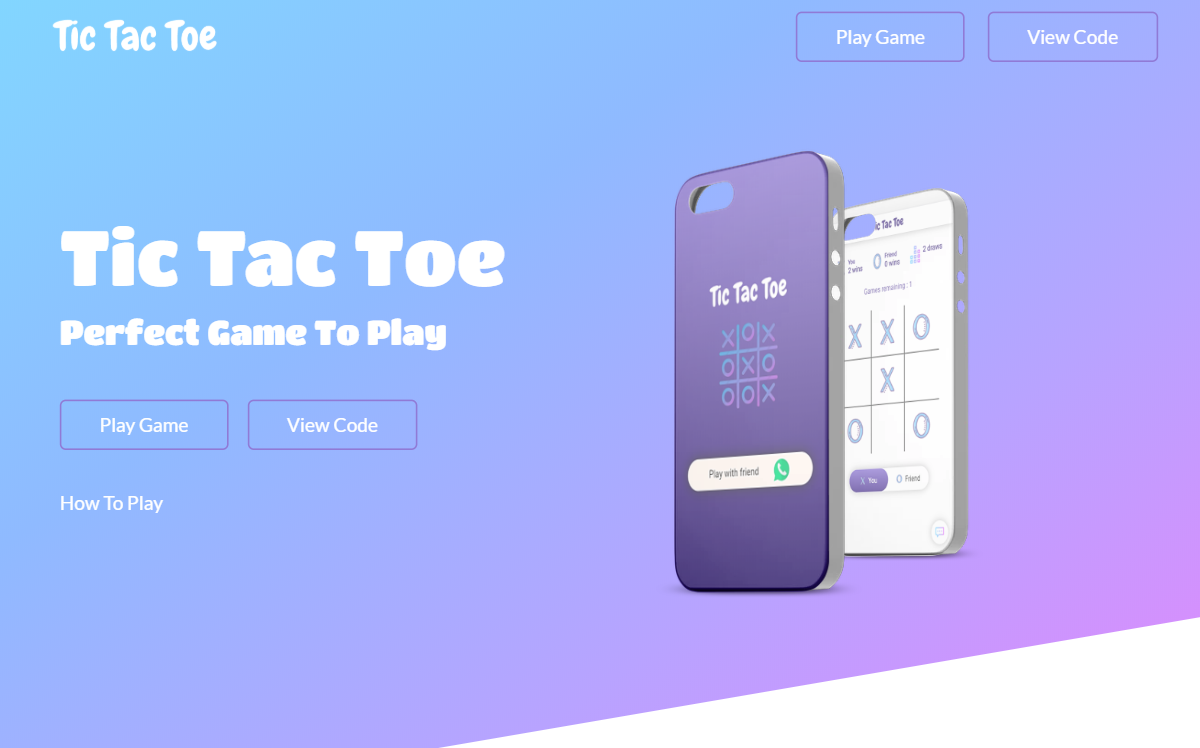 Tic Tac Toe
Play Game
View Code
Tic Tac Toe
Perfect Game To Play
Play Game
View Code
How To Play
Tic Tac Toe
X O X
O X O
O O X
Play with friend
ic Tac Toe
You
2 wins
Friend
0 wins
2 draws
Games remaining : 1
X X O
X
O O
X You
O Friend